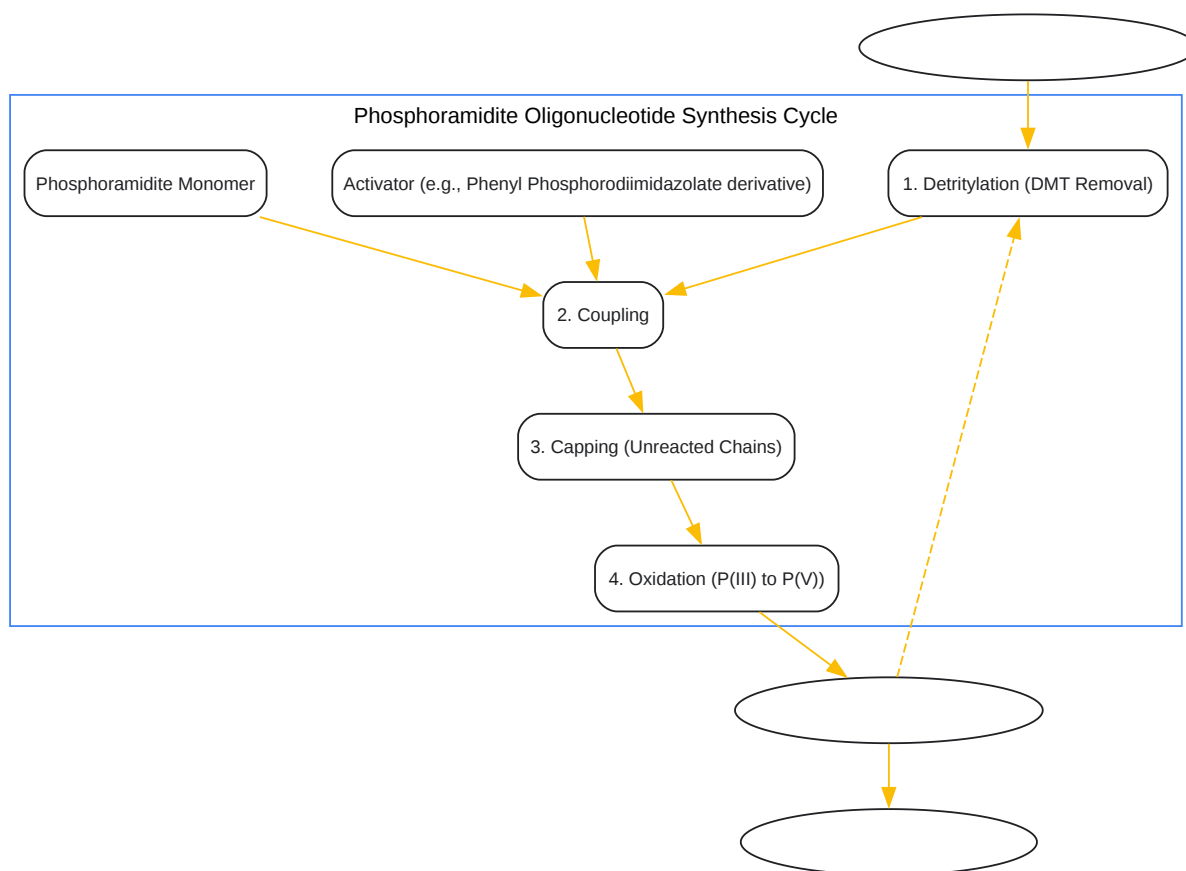 Phosphoramidite Oligonucleotide Synthesis Cycle
Phosphoramidite Monomer
Activator (e.g., Phenyl Phosphorodiimidazolate derivative)
1. Detritylation (DMT Removal)
2. Coupling
3. Capping (Unreacted Chains)
4. Oxidation (P(III) to P(V))